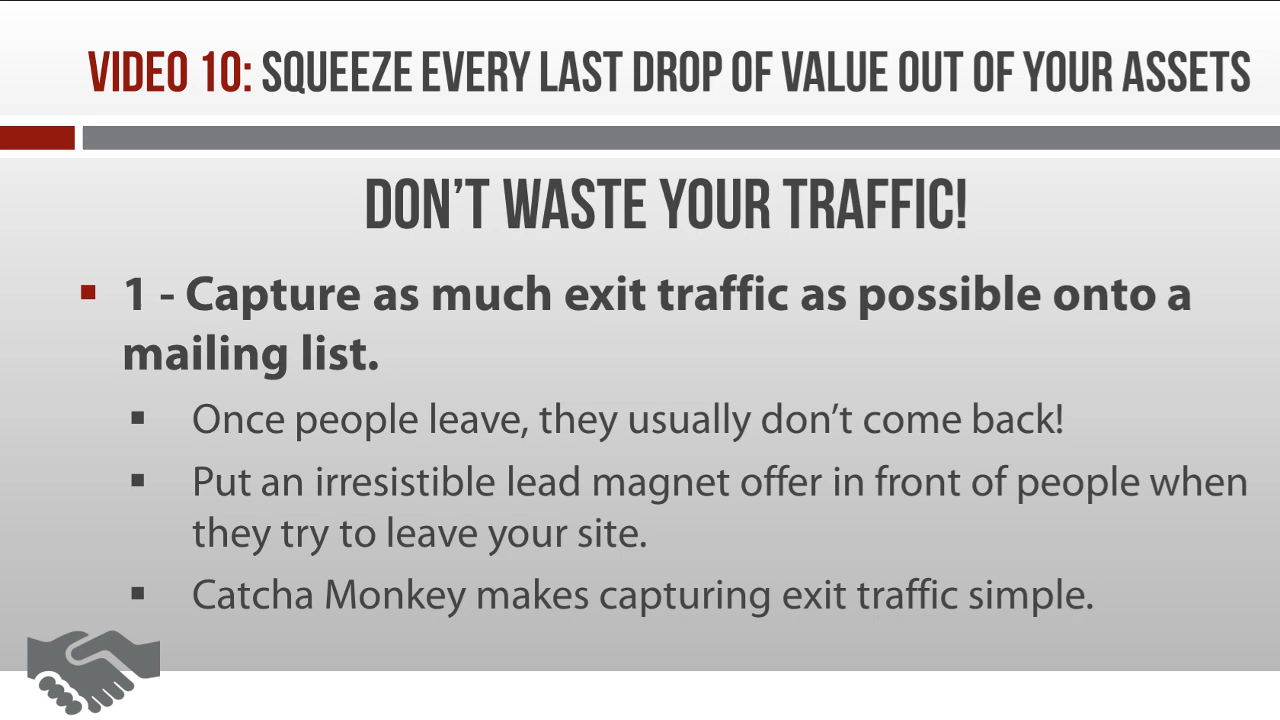 VIDEO 10: SQUEEZE EVERY LAST DROP OF VALUE OUT OF YOUR ASSETS
DON’T WASTE YOUR TRAFFIC!
▪ 1 - Capture as much exit traffic as possible onto a
mailing list.
▪ Once people leave, they usually don’t come back!
▪ Put an irresistible lead magnet offer in front of people when
they try to leave your site.
▪ Catcha Monkey makes capturing exit traffic simple.